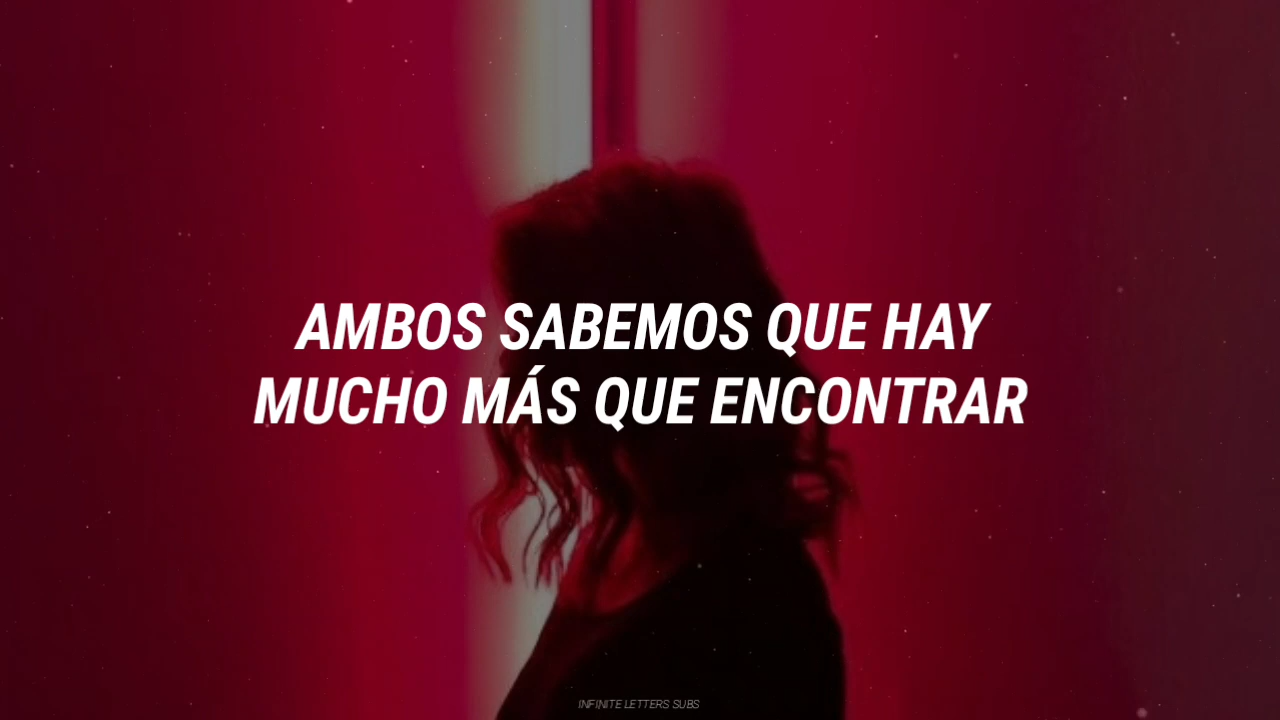 AMBOS SABEMOS QUE HAY
MUCHO MÁS QUE ENCONTRAR
INFINITE LETTERS SUBS